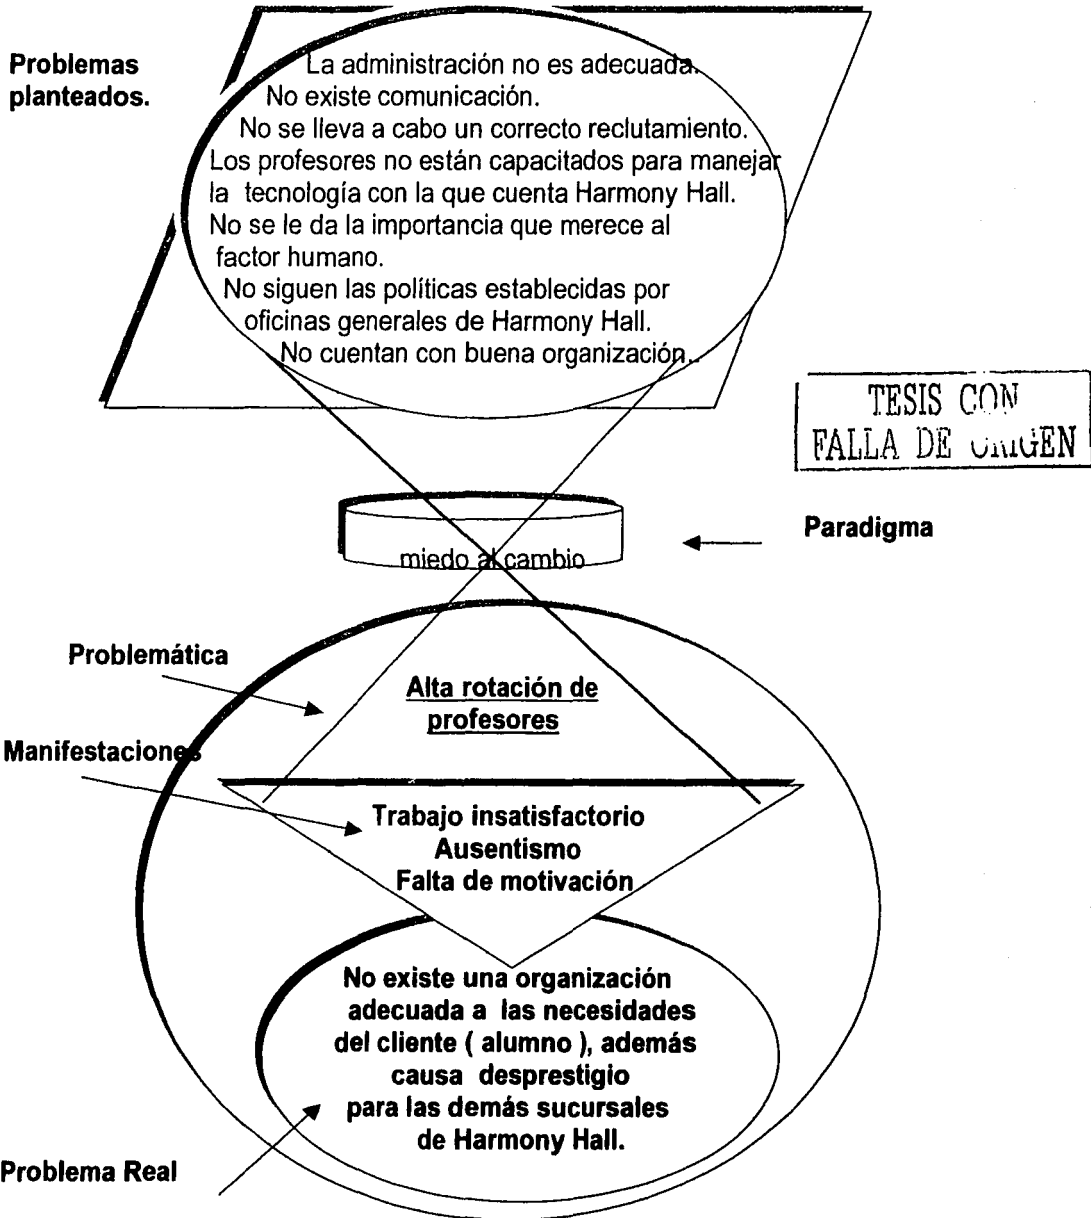 Problemas
planteados.
La administración no es adecuada.
No existe comunicación.
No se lleva a cabo un correcto reclutamiento.
Los profesores no están capacitados para manejar
la tecnología con la que cuenta Harmony Hall.
No se le da la importancia que merece al
factor humano.
No siguen las políticas establecidas por
oficinas generales de Harmony Hall.
No cuentan con buena organización..
TESIS CON
FALLA DE ORIGEN
Paradigma
miedo al cambio
Problemática
Alta rotación de
profesores
Manifestaciones
Trabajo insatisfactorio
Ausentismo
Falta de motivación
No existe una organización
adecuada a las necesidades
del cliente ( alumno ), además
causa desprestigio
para las demás sucursales
de Harmony Hall.
Problema Real